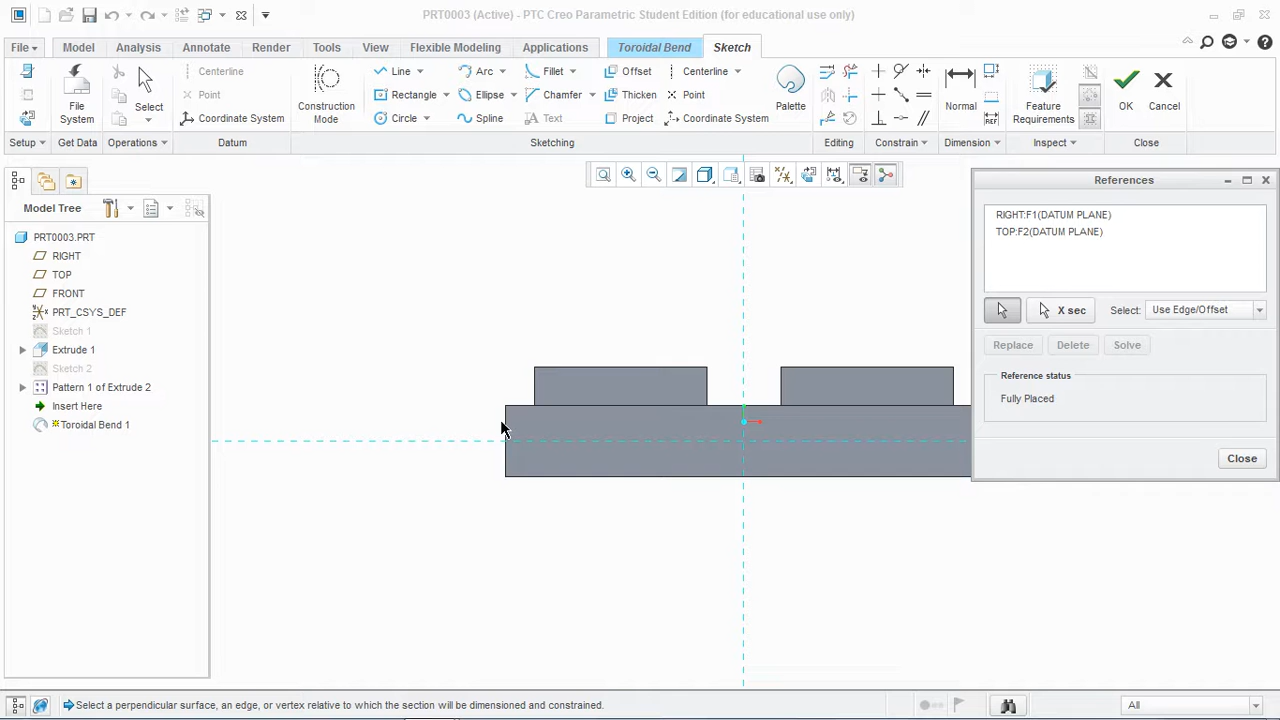 PRT0003 (Active) - PTC Creo Parametric Student Edition (for educational use only)
File Model Analysis Annotate Render Tools View Flexible Modeling Applications Toroidal Bend Sketch
File System
Select
Centerline
Point
Coordinate System
Construction Mode
Line Arc Fillet Offset Centerline
Rectangle Ellipse Chamfer Thicken Point
Circle Spline Text Project Coordinate System
Palette
Normal
REF
Feature Requirements
OK
Cancel
Setup Get Data Operations Datum Sketching Editing Constrain Dimension Inspect Close
Model Tree
PRT0003.PRT
RIGHT
TOP
FRONT
PRT_CSYS_DEF
Sketch 1
Extrude 1
Sketch 2
Pattern 1 of Extrude 2
Insert Here
Toroidal Bend 1
References
RIGHT:F1(DATUM PLANE)
TOP:F2(DATUM PLANE)
X sec Select: Use Edge/Offset
Replace Delete Solve
Reference status
Fully Placed
Close
Select a perpendicular surface, an edge, or vertex relative to which the section will be dimensioned and constrained.
All